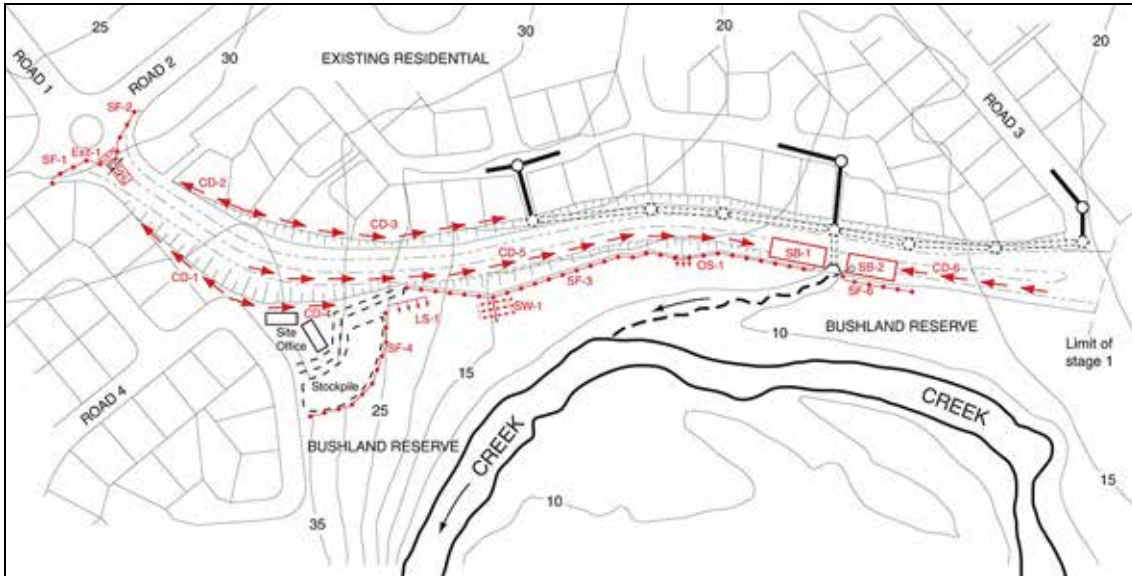 25
30
30
20
20
ROAD 1
ROAD 2
EXISTING RESIDENTIAL
ROAD 3
SF-2
SF-1
Exit-1
CD-2
CD-3
CD-1
CD-5
OS-1
SB-1
SB-2
CD-6
SF-3
SF-6
CD-4
LS-1
SW-1
Site
Office
SF-4
Stockpile
10
BUSHLAND RESERVE
Limit of
stage 1
15
ROAD 4
25
BUSHLAND RESERVE
CREEK
CREEK
10
15
35